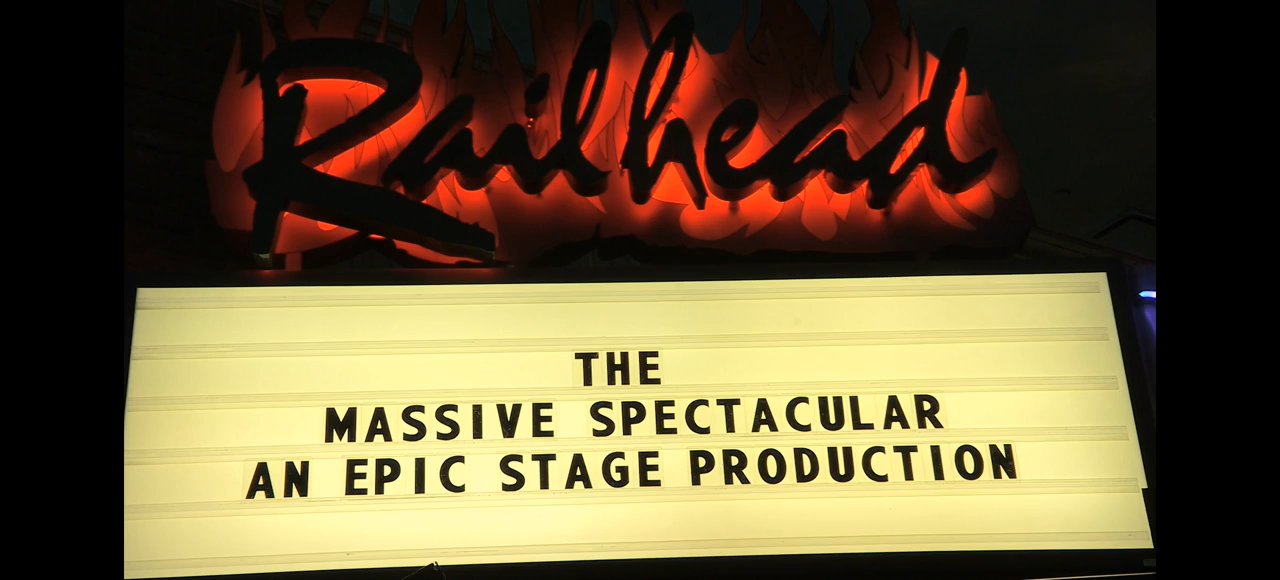 Railhead
THE
MASSIVE SPECTACULAR
AN EPIC STAGE PRODUCTION